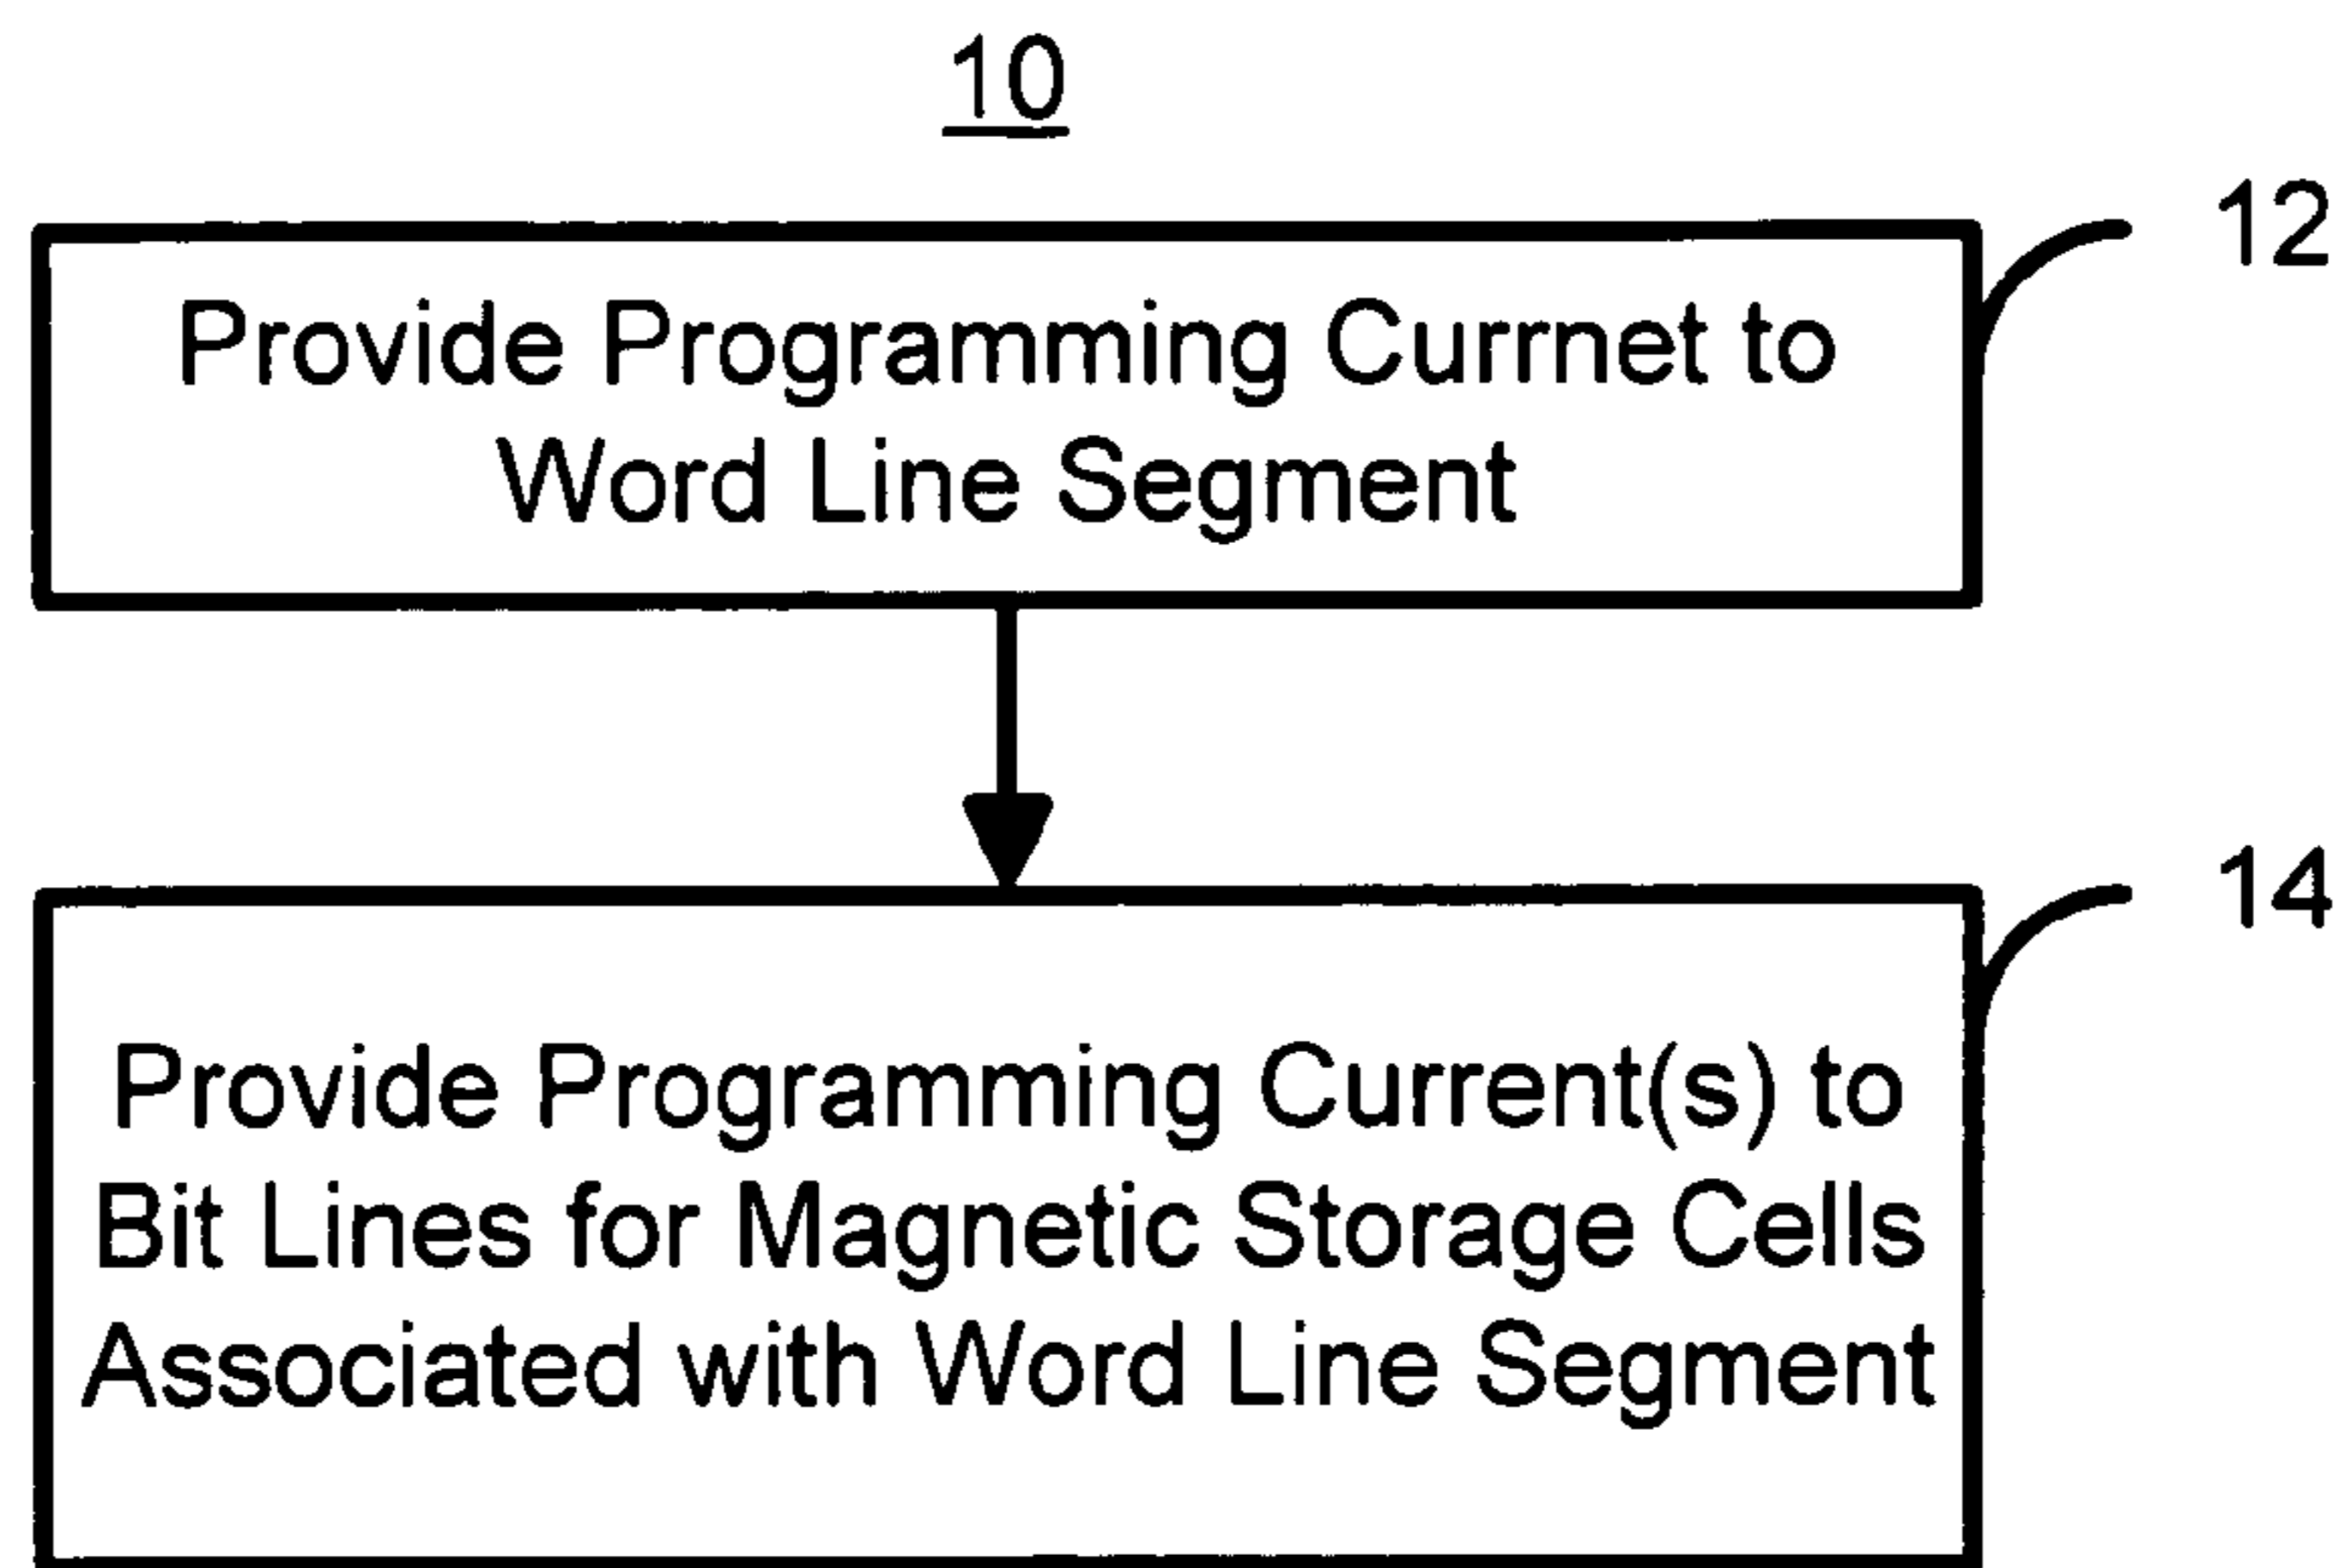 10
12
Provide Programming Currnet to
Word Line Segment
14
Provide Programming Current(s) to
Bit Lines for Magnetic Storage Cells
Associated with Word Line Segment